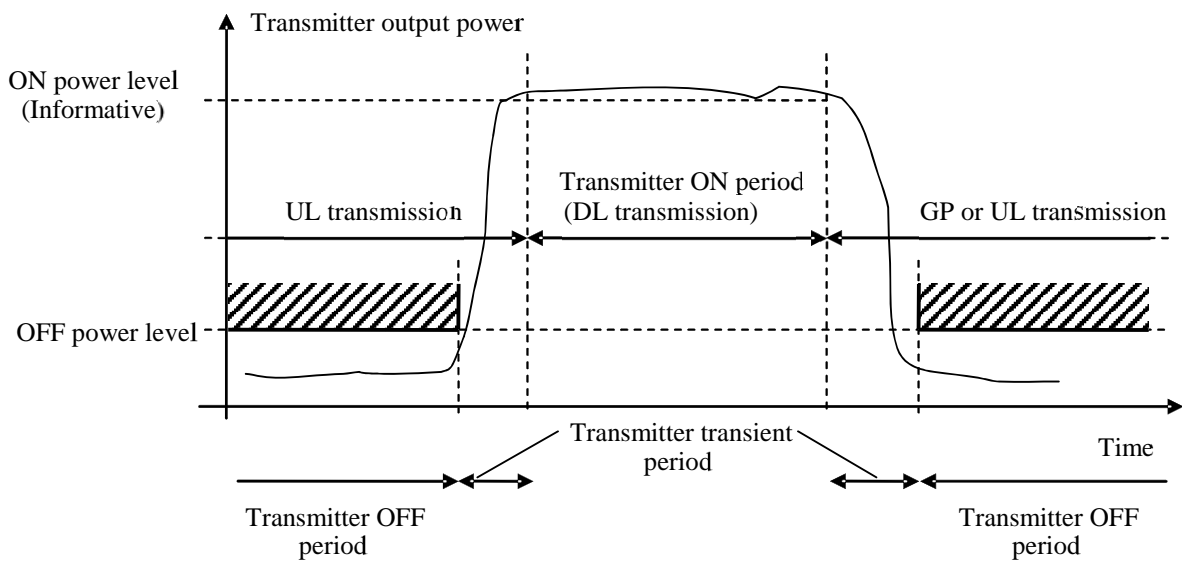 Transmitter output power
ON power level
(Informative)
Transmitter ON period
(DL transmission)
UL transmission
GP or UL transmission
OFF power level
Transmitter transient
period
Time
Transmitter OFF
period
Transmitter OFF
period